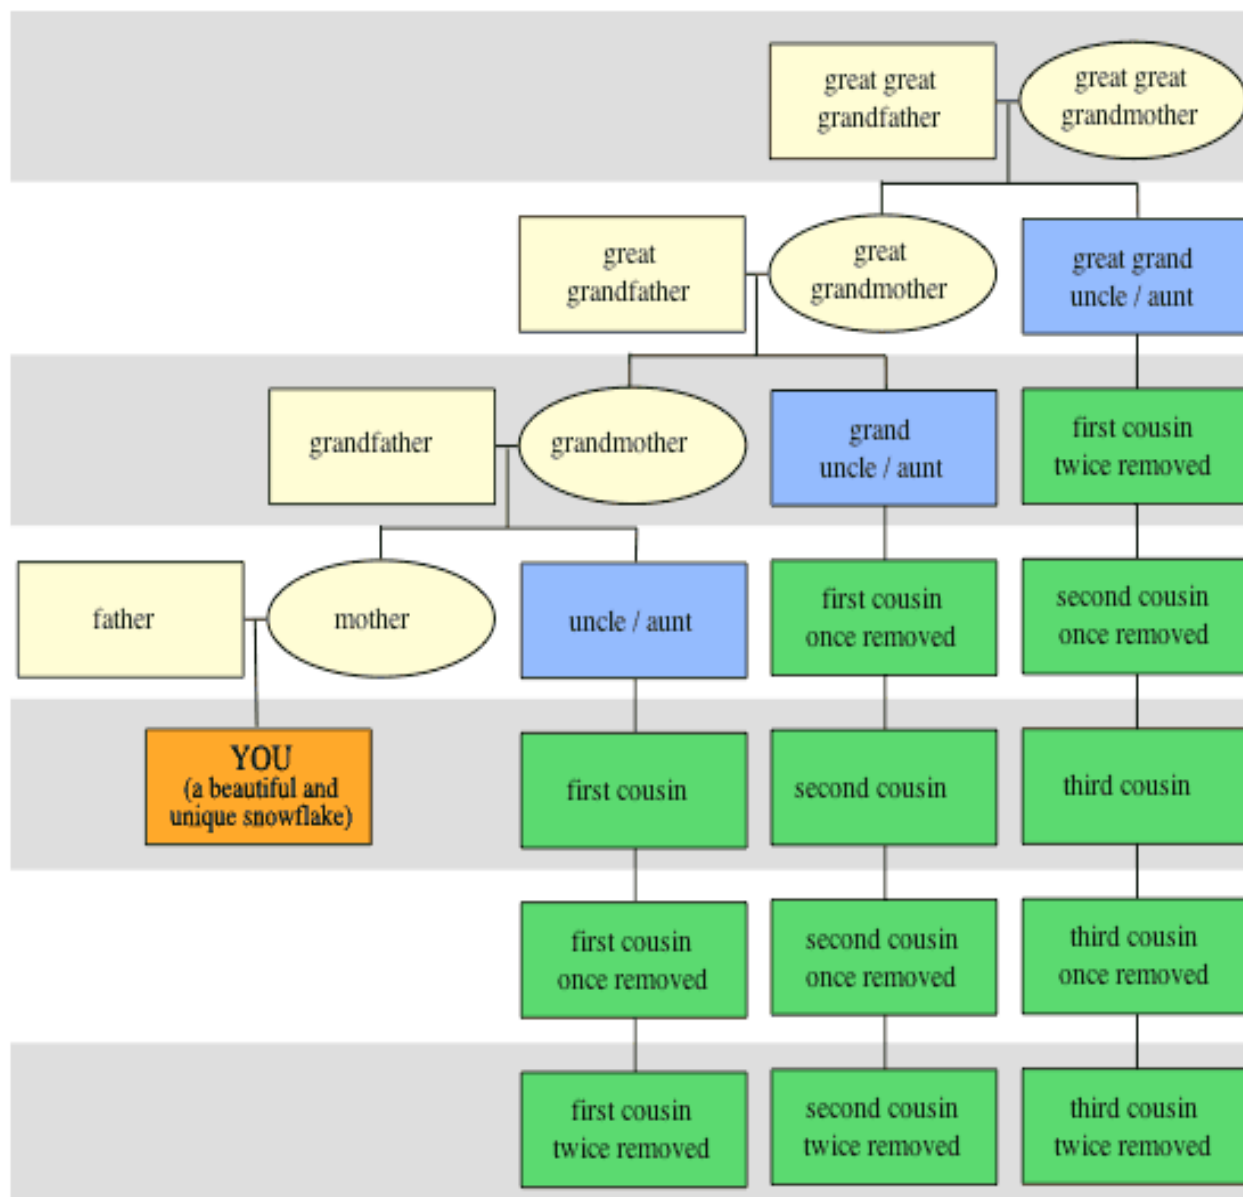 great great
grandfather
great great
grandmother
great
grandfather
great
grandmother
great grand
uncle / aunt
grandfather
grandmother
grand
uncle / aunt
first cousin
twice removed
father
mother
uncle / aunt
first cousin
once removed
second cousin
once removed
YOU
(a beautiful and
unique snowflake)
first cousin
second cousin
third cousin
first cousin
once removed
second cousin
once removed
third cousin
once removed
first cousin
twice removed
second cousin
twice removed
third cousin
twice removed